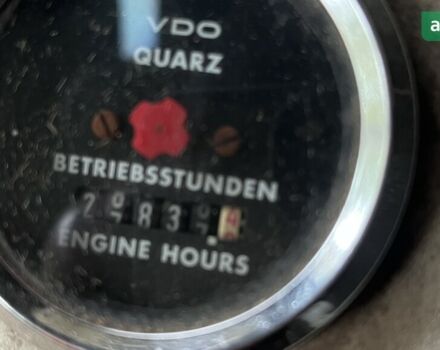 VDO
QUARZ
BETRIEBSSTUNDEN
ENGINE HOURS